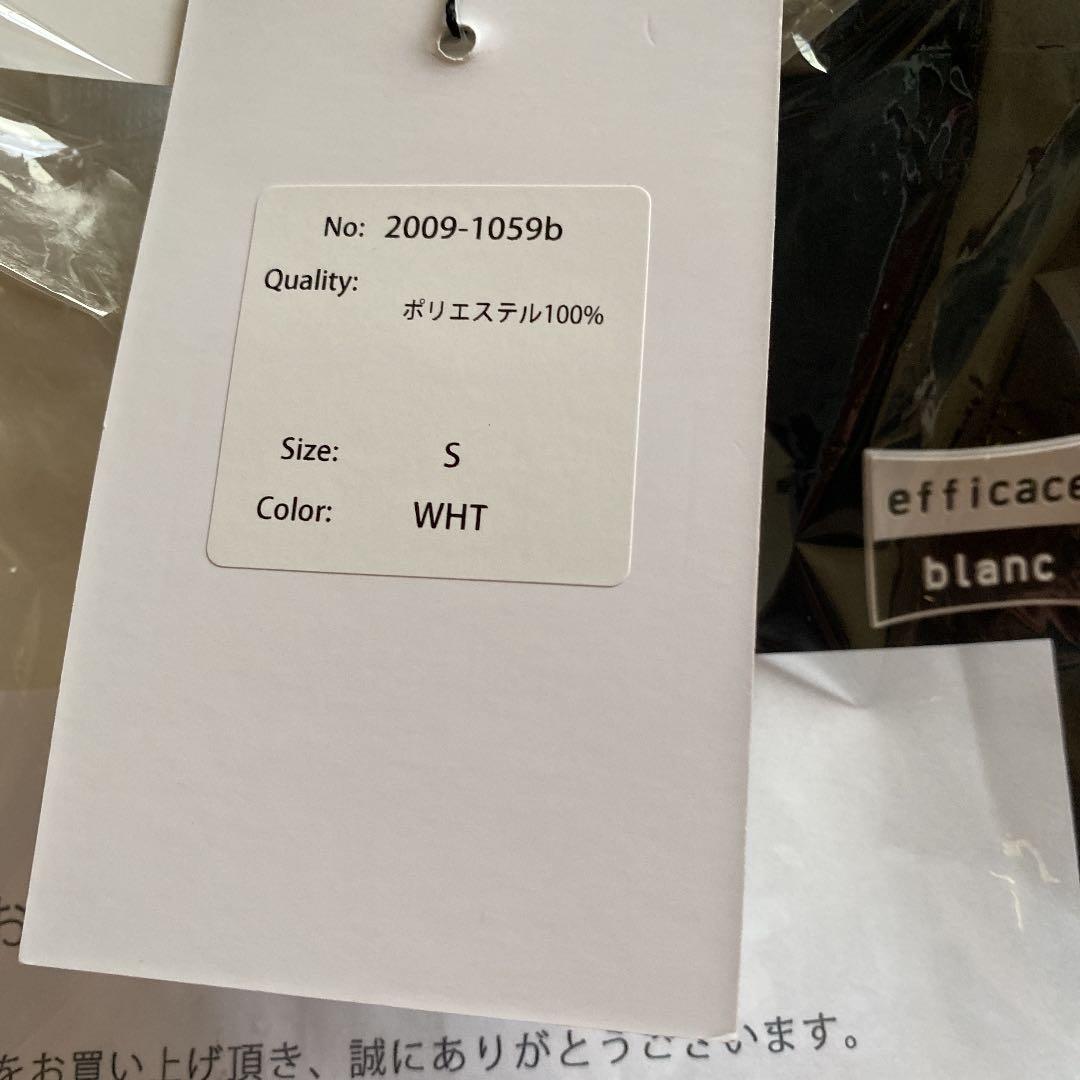 No: 2009-1059b
Quality:
ポリエステル100%
Size: S
Color: WHT
efficace
blanc
お
をお買い上げ頂き、誠にありがとうございます。